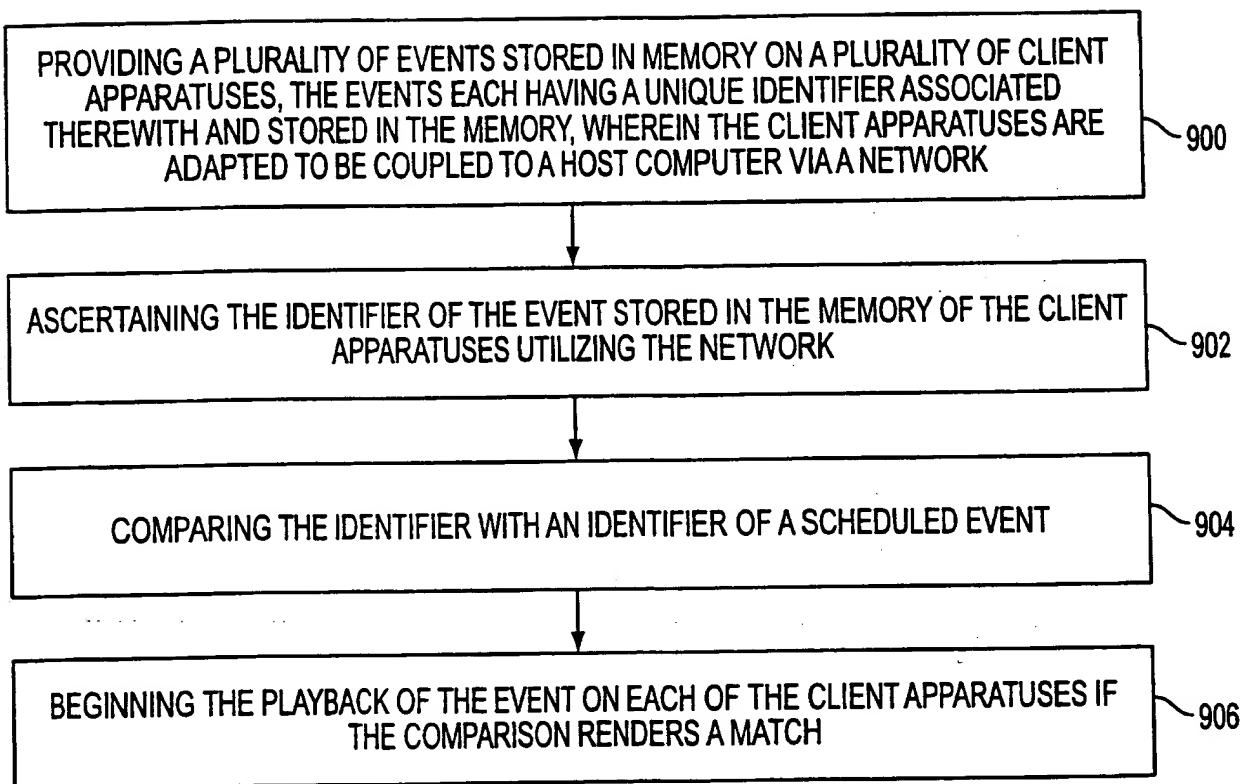 PROVIDING A PLURALITY OF EVENTS STORED IN MEMORY ON A PLURALITY OF CLIENT
APPARATUSES, THE EVENTS EACH HAVING A UNIQUE IDENTIFIER ASSOCIATED
THEREWITH AND STORED IN THE MEMORY, WHEREIN THE CLIENT APPARATUSES ARE
ADAPTED TO BE COUPLED TO A HOST COMPUTER VIA A NETWORK
900
ASCERTAINING THE IDENTIFIER OF THE EVENT STORED IN THE MEMORY OF THE CLIENT
APPARATUSES UTILIZING THE NETWORK
902
COMPARING THE IDENTIFIER WITH AN IDENTIFIER OF A SCHEDULED EVENT
904
BEGINNING THE PLAYBACK OF THE EVENT ON EACH OF THE CLIENT APPARATUSES IF
THE COMPARISON RENDERS A MATCH
906